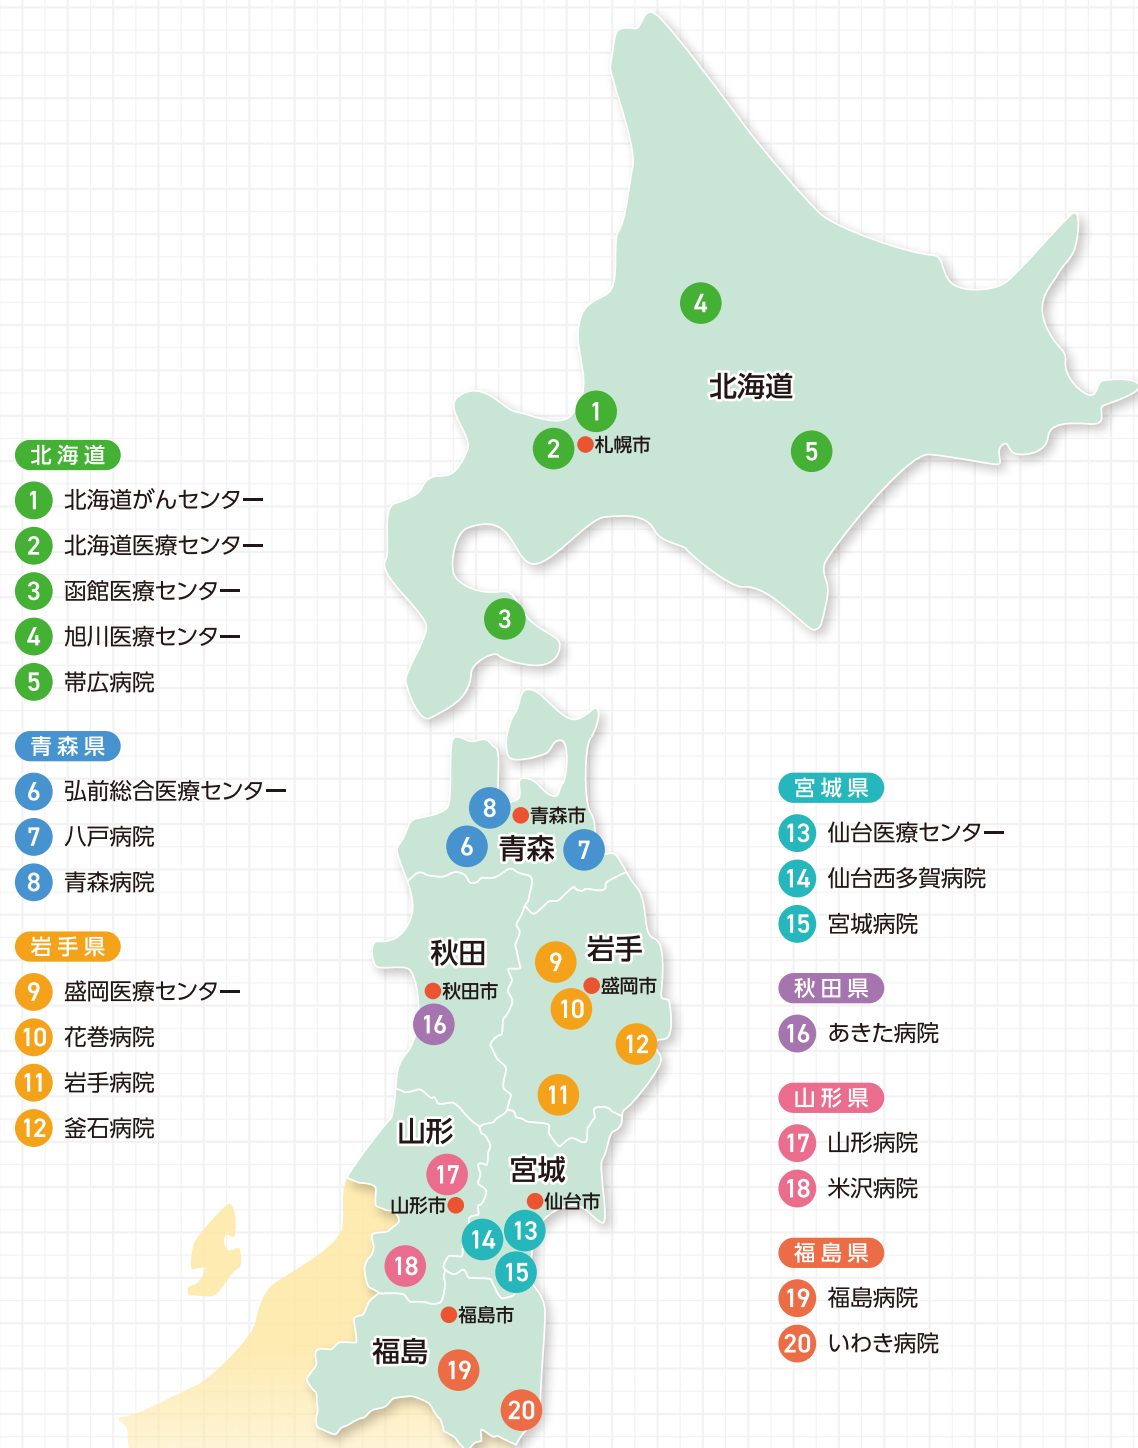 4
北海道
1
2
札幌市
5
3
北海道
1 北海道がんセンター
2 北海道医療センター
3 函館医療センター
4 旭川医療センター
5 帯広病院
青森県
6 弘前総合医療センター
7 八戸病院
8 青森病院
岩手県
9 盛岡医療センター
10 花巻病院
11 岩手病院
12 釜石病院
8
青森市
6
青森
7
秋田
岩手
9
秋田市
盛岡市
10
16
12
11
山形
宮城
17
山形市
仙台市
13
14
18
15
福島市
福島
19
20
宮城県
13 仙台医療センター
14 仙台西多賀病院
15 宮城病院
秋田県
16 あきた病院
山形県
17 山形病院
18 米沢病院
福島県
19 福島病院
20 いわき病院